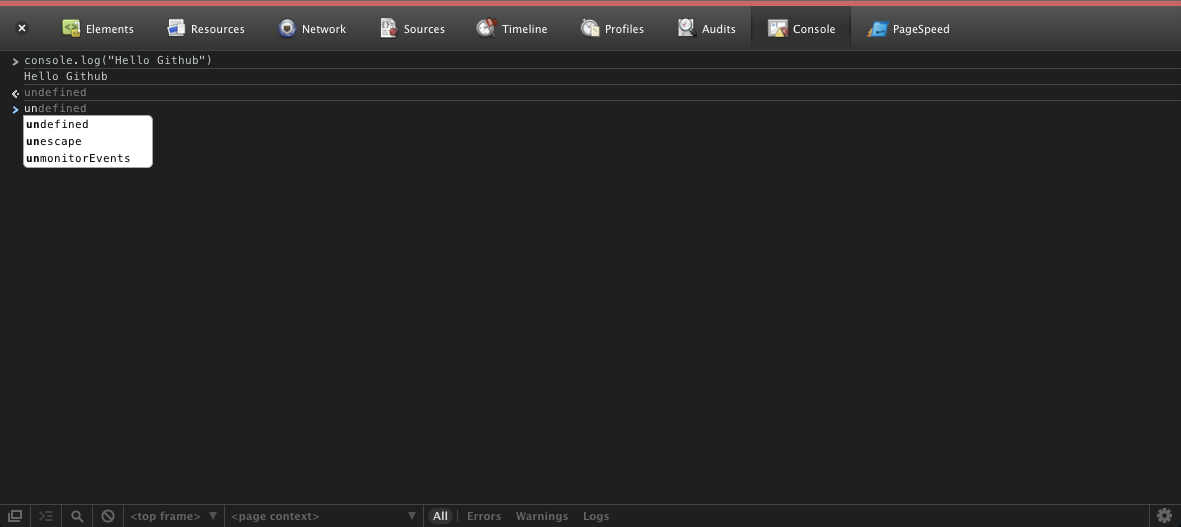 Elements Resources Network Sources Timeline Profiles Audits Console PageSpeed
console.log("Hello Github")
Hello Github
undefined
undefined
undefined
unescape
unmonitorEvents
<top frame> <page context> All Errors Warnings Logs